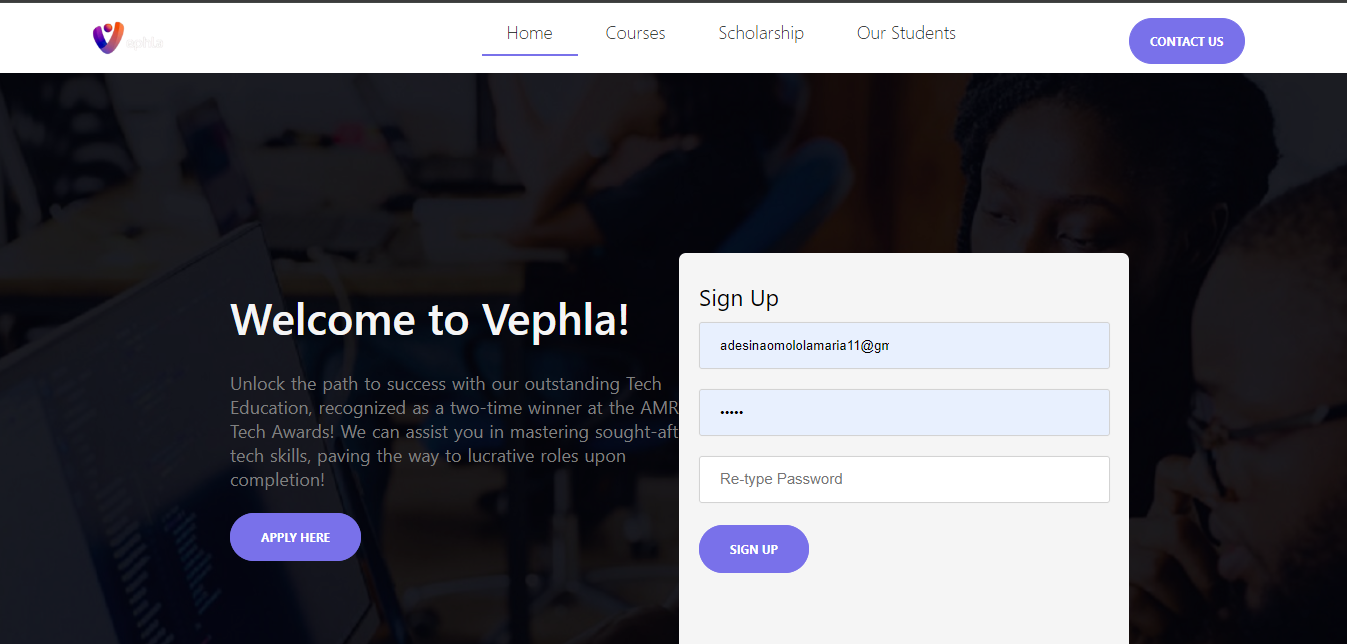 Home
Courses
Scholarship
Our Students
CONTACT US
Welcome to Vephla!
Unlock the path to success with our outstanding Tech
Education, recognized as a two-time winner at the AMR
Tech Awards! We can assist you in mastering sought-aft
tech skills, paving the way to lucrative roles upon
completion!
APPLY HERE
Sign Up
adesinaomololamaria11@gm
•••••
Re-type Password
SIGN UP